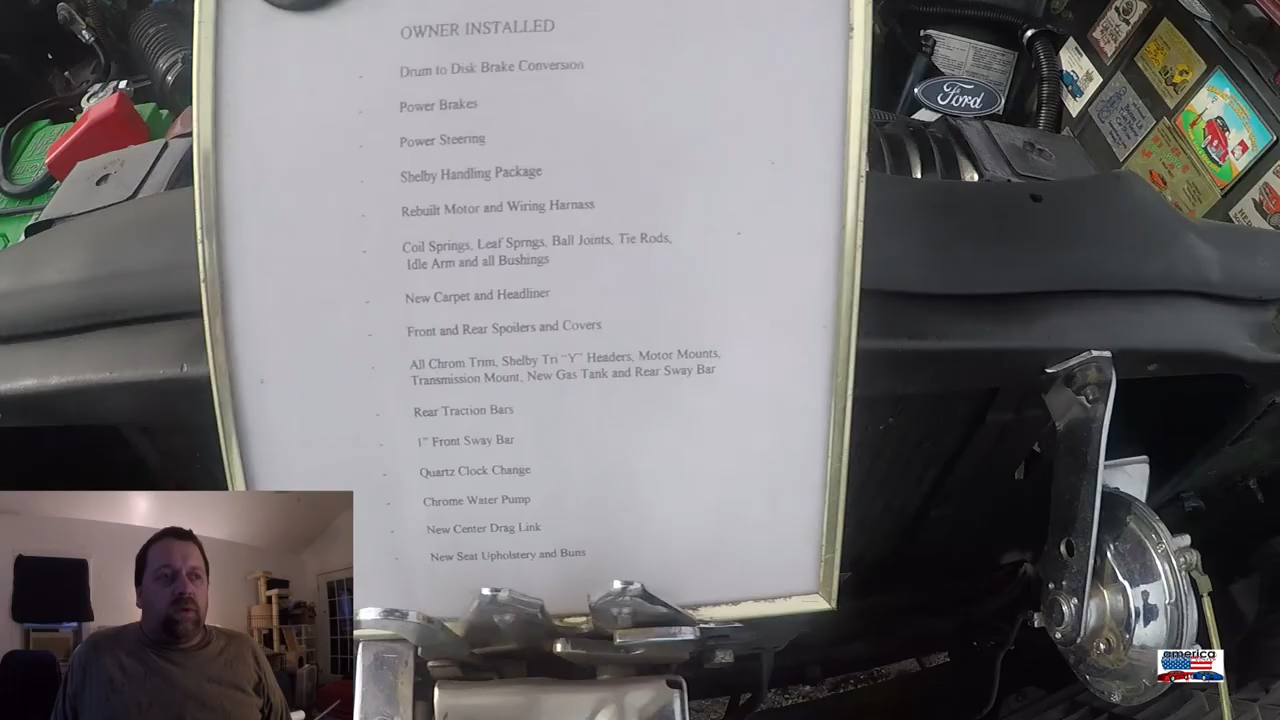 OWNER INSTALLED
- Drum to Disk Brake Conversion
- Power Brakes
- Power Steering
- Shelby Handling Package
- Rebuilt Motor and Wiring Harnass
- Coil Springs, Leaf Sprngs, Ball Joints, Tie Rods,
Idle Arm and all Bushings
- New Carpet and Headliner
- Front and Rear Spoilers and Covers
- All Chrom Trim, Shelby Tri "Y" Headers, Motor Mounts,
Transmission Mount, New Gas Tank and Rear Sway Bar
- Rear Traction Bars
- 1" Front Sway Bar
- Quartz Clock Change
- Chrome Water Pump
- New Center Drag Link
- New Seat Upholstery and Buns
Ford
america